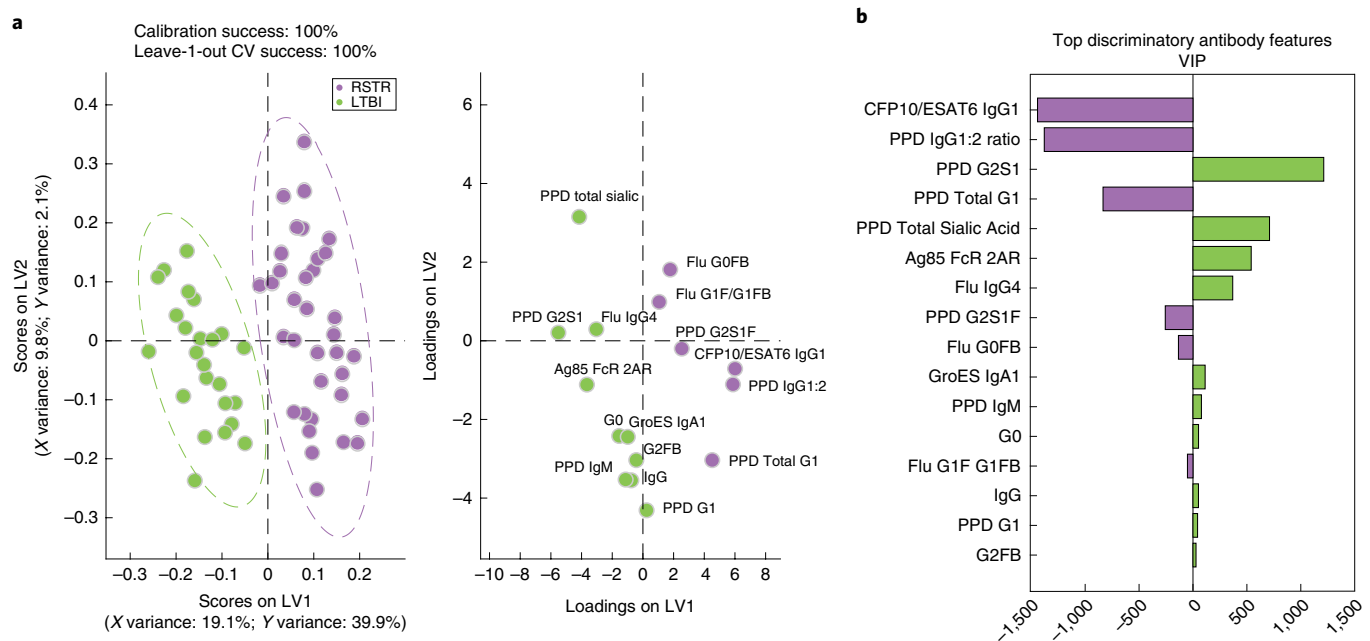 a
Calibration success: 100%
Leave-1-out CV success: 100%
RSTR
LTBI
0.4
0.3
0.2
0.1
0
–0.1
–0.2
–0.3
Scores on LV2
(X variance: 9.8%; Y variance: 2.1%)
–0.3
–0.2
–0.1
0
0.1
0.2
Scores on LV1
(X variance: 19.1%; Y variance: 39.9%)
6
4
2
0
–2
–4
Loadings on LV2
PPD total sialic
Flu G0FB
Flu G1F/G1FB
PPD G2S1
Flu IgG4
PPD G2S1F
CFP10/ESAT6 IgG1
Ag85 FcR 2AR
PPD IgG1:2
G0
GroES IgA1
G2FB
PPD Total G1
PPD IgM
IgG
PPD G1
–10
–8
–6
–4
–2
0
2
4
6
8
Loadings on LV1
b
Top discriminatory antibody features
VIP
CFP10/ESAT6 IgG1
PPD IgG1:2 ratio
PPD G2S1
PPD Total G1
PPD Total Sialic Acid
Ag85 FcR 2AR
Flu IgG4
PPD G2S1F
Flu G0FB
GroES IgA1
PPD IgM
G0
Flu G1F G1FB
IgG
PPD G1
G2FB
–1,500
–1,000
–500
0
500
1,000
1,500